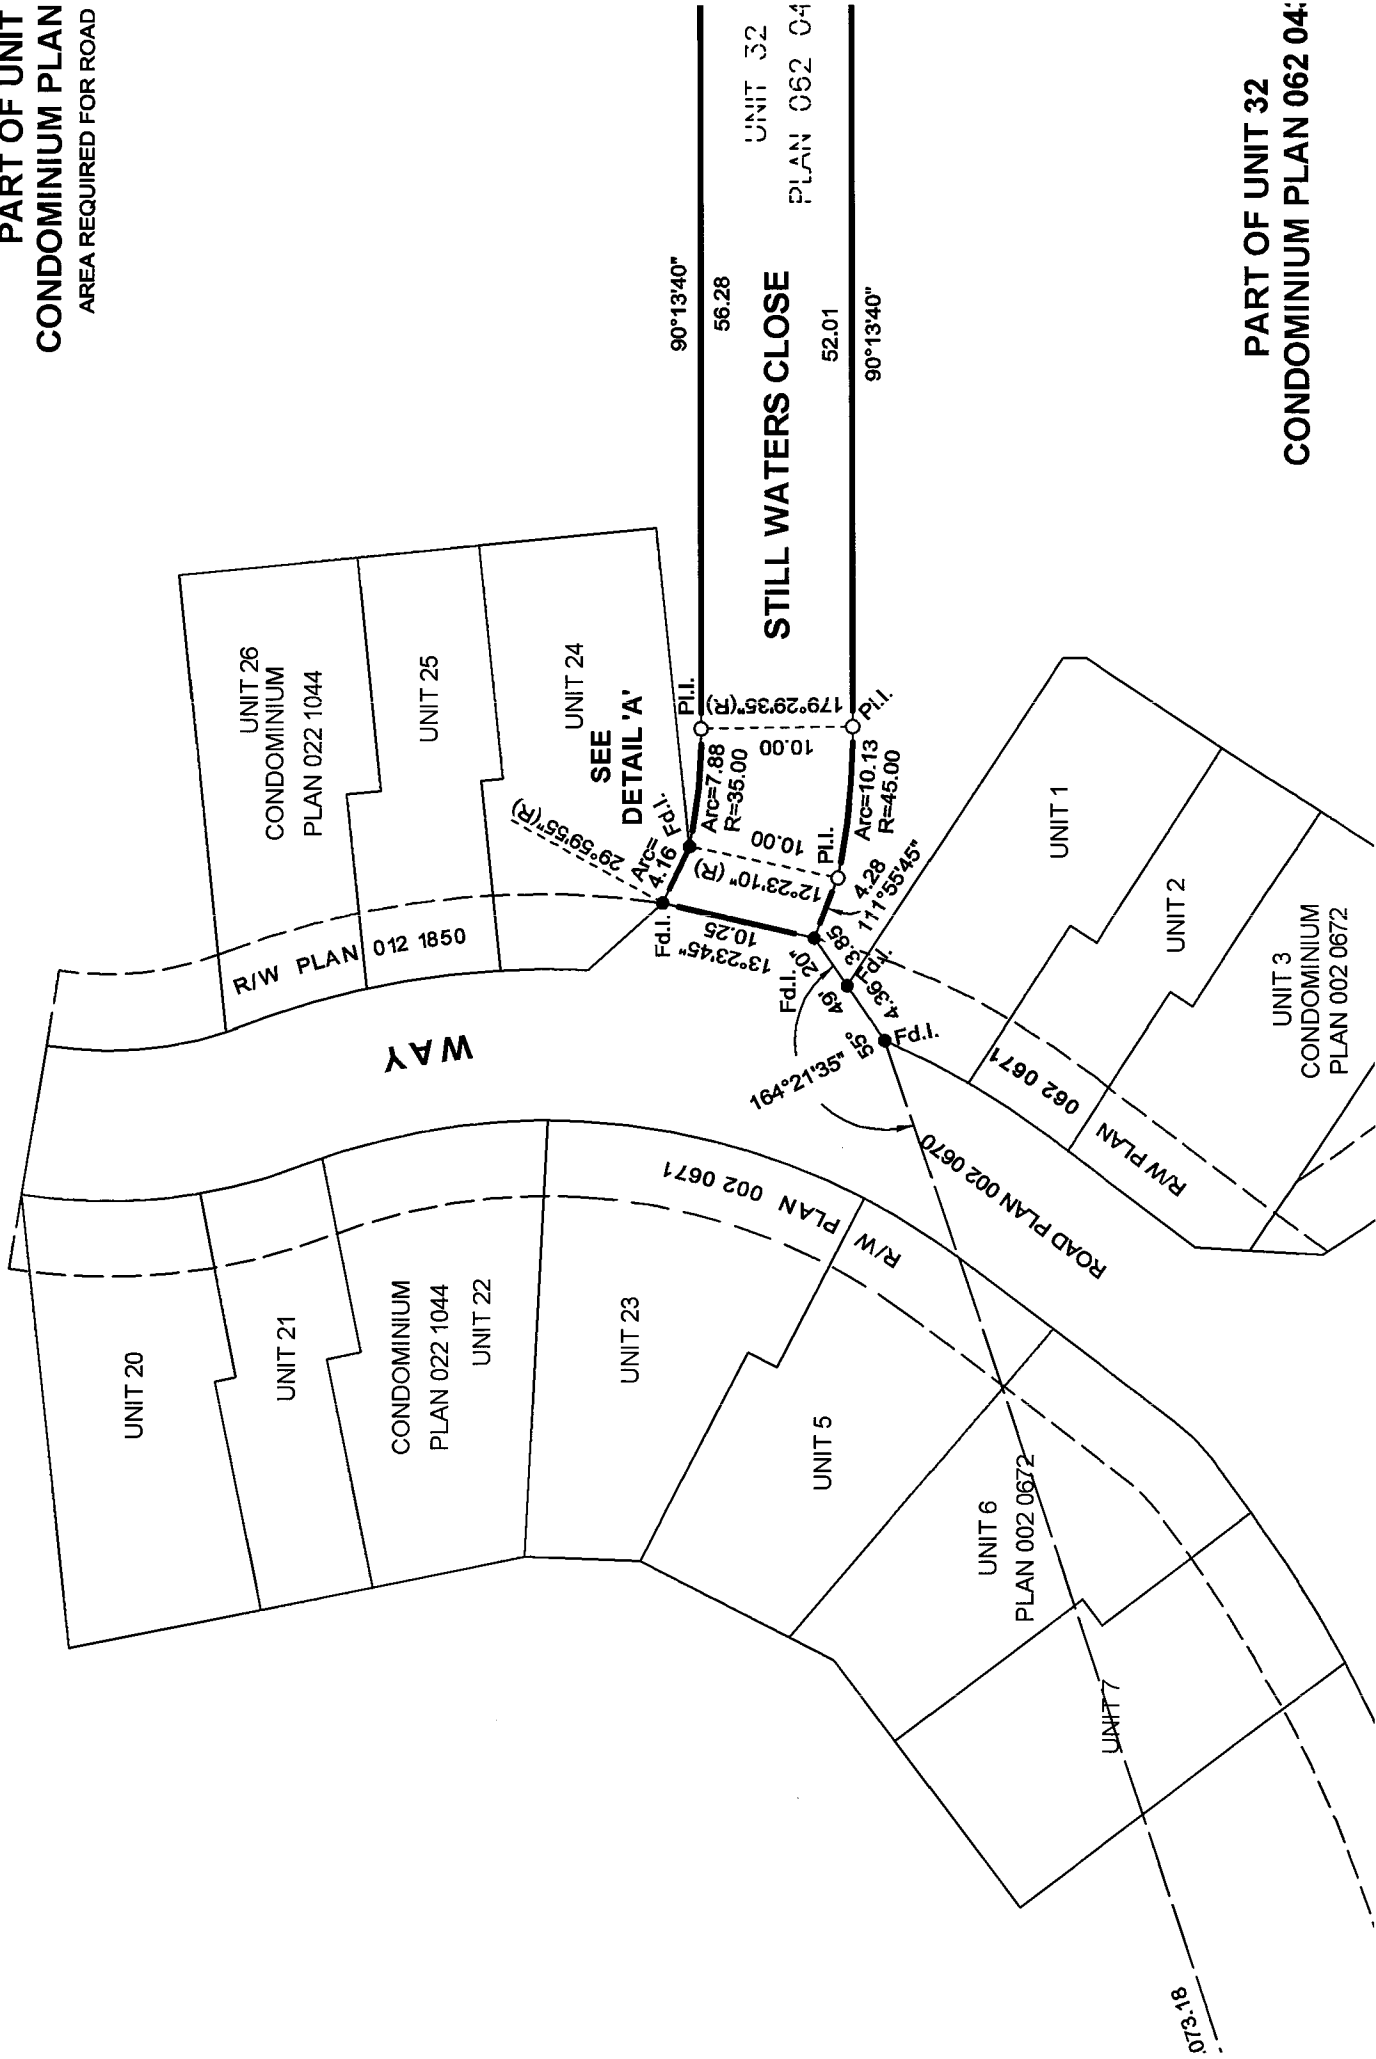 PART OF UNIT
CONDOMINIUM PLAN
AREA REQUIRED FOR ROAD
UNIT 32
PLAN 062 04
90°13'40"
56.28
STILL WATERS CLOSE
52.01
90°13'40"
PART OF UNIT 32
CONDOMINIUM PLAN 062 04
UNIT 26
CONDOMINIUM
PLAN 022 1044
UNIT 25
UNIT 24
SEE
DETAIL 'A'
29°59'55"(R)
Arc=
4.16
Fd.I.
Pl.I.
179°29'35"(R)
10.00
Pl.I.
Arc=7.88
R=35.00
10.00
12°23'10" (R)
Pl.I.
Arc=10.13
R=45.00
4.28
111°55'45"
R/W PLAN 012 1850
Fd.I.
10.25
13°23'45"
Fd.I.
3.85
Fd.I.
4.36
55° 49' 20"
Fd.I.
164°21'35"
WAY
UNIT 1
UNIT 2
UNIT 3
CONDOMINIUM
PLAN 002 0672
R/W PLAN 062 0671
ROAD PLAN 002 0670
R/W PLAN 002 0671
UNIT 20
UNIT 21
CONDOMINIUM
PLAN 022 1044
UNIT 22
UNIT 23
UNIT 5
UNIT 6
PLAN 002 0672
UNIT 7
073.18